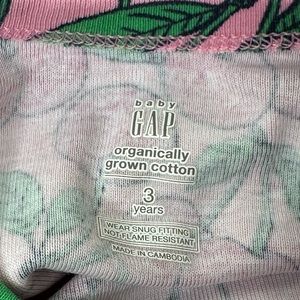 baby
GAP
organically
grown cotton
3
years
WEAR SNUG FITTING
NOT FLAME RESISTANT
MADE IN CAMBODIA